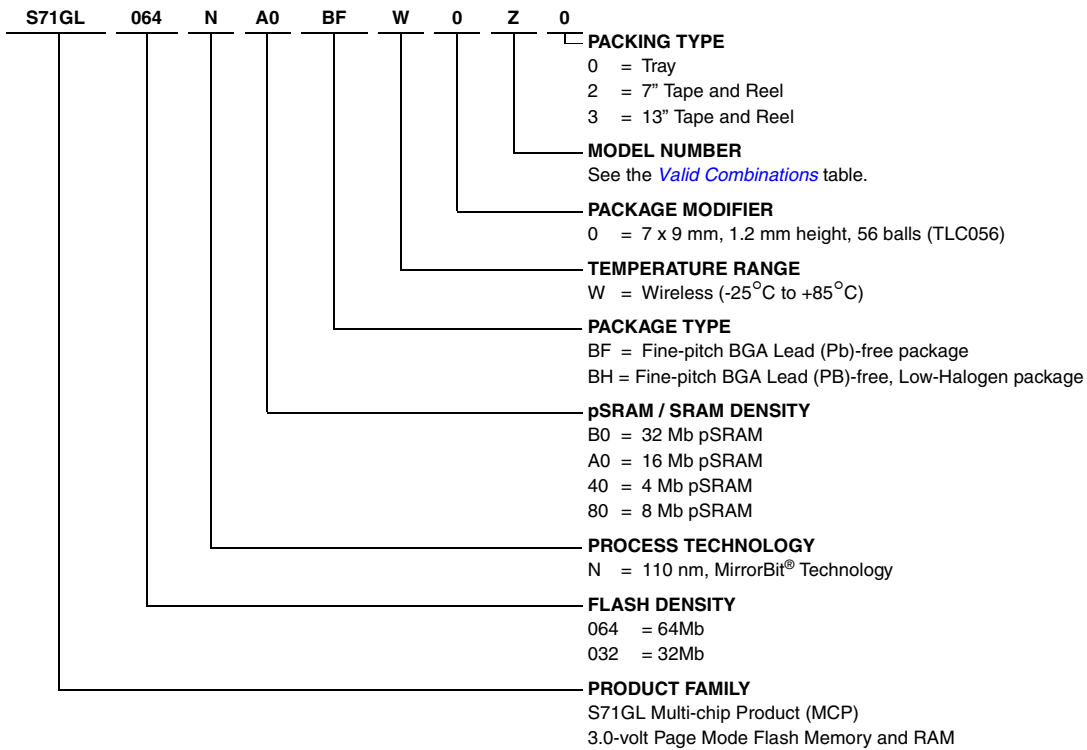 S71GL 064 N A0 BF W 0 Z 0
PACKING TYPE
0 = Tray
2 = 7” Tape and Reel
3 = 13” Tape and Reel
MODEL NUMBER
See the Valid Combinations table.
PACKAGE MODIFIER
0 = 7 x 9 mm, 1.2 mm height, 56 balls (TLC056)
TEMPERATURE RANGE
W = Wireless (-25°C to +85°C)
PACKAGE TYPE
BF = Fine-pitch BGA Lead (Pb)-free package
BH = Fine-pitch BGA Lead (PB)-free, Low-Halogen package
pSRAM / SRAM DENSITY
B0 = 32 Mb pSRAM
A0 = 16 Mb pSRAM
40 = 4 Mb pSRAM
80 = 8 Mb pSRAM
PROCESS TECHNOLOGY
N = 110 nm, MirrorBit® Technology
FLASH DENSITY
064 = 64Mb
032 = 32Mb
PRODUCT FAMILY
S71GL Multi-chip Product (MCP)
3.0-volt Page Mode Flash Memory and RAM